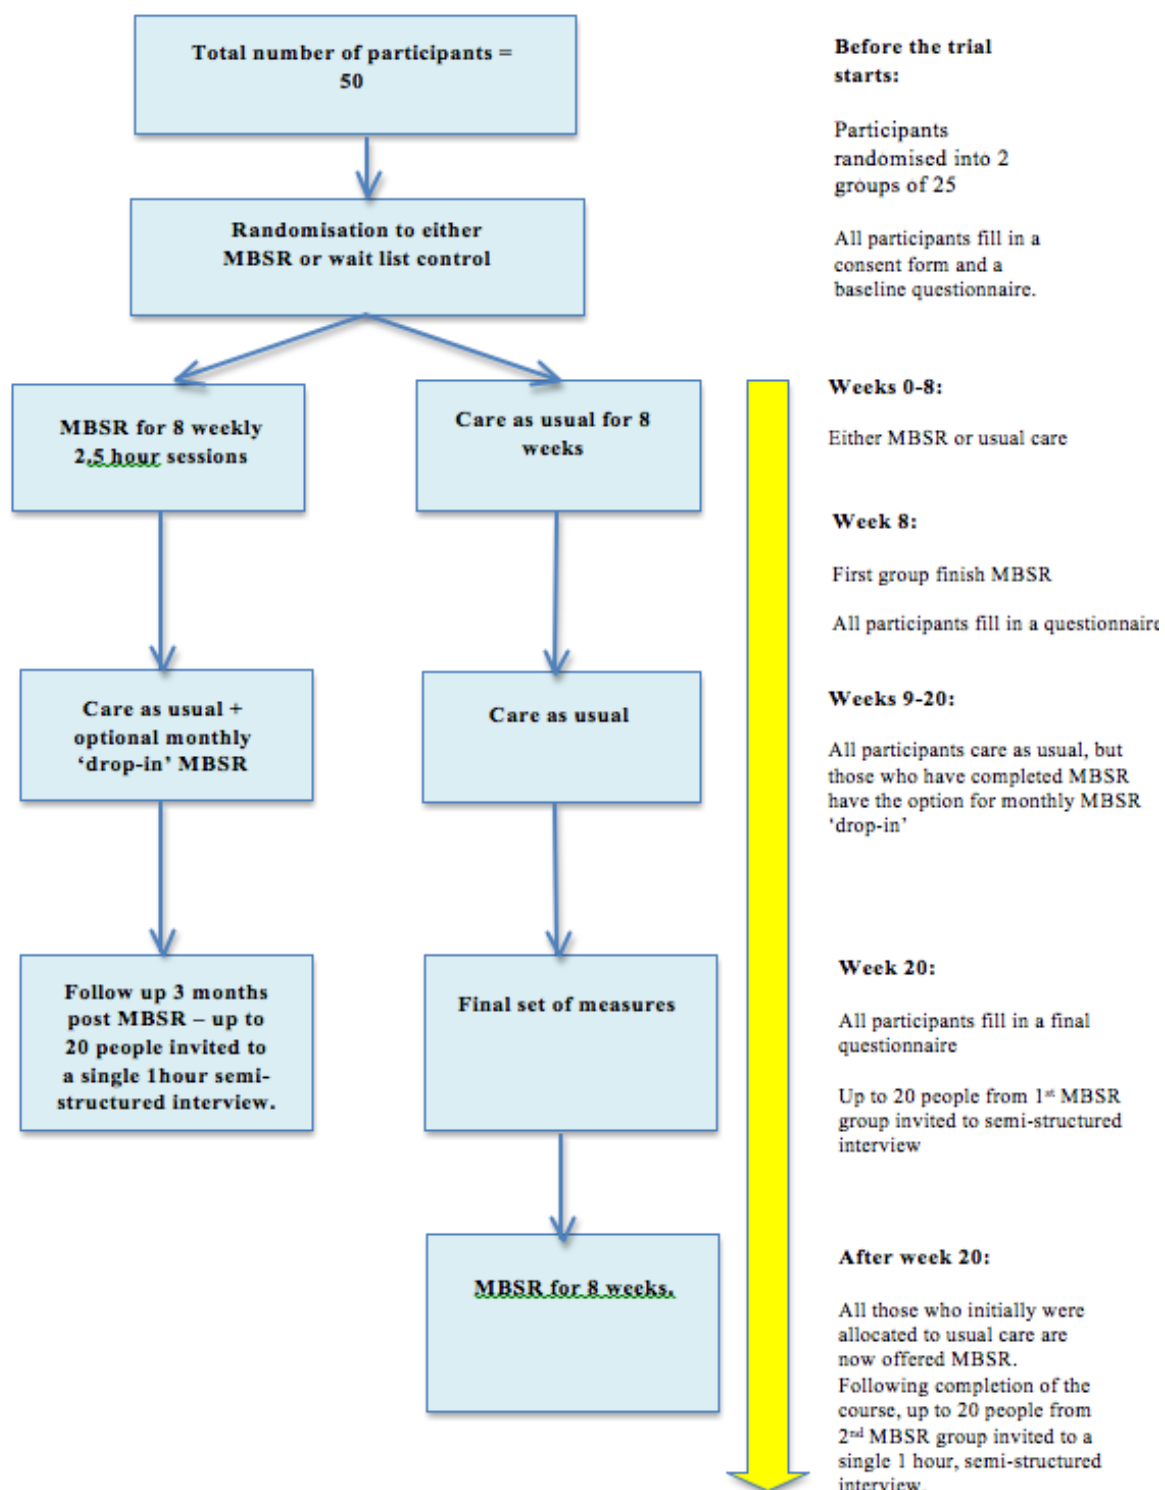 Total number of participants =
50
Randomisation to either
MBSR or wait list control
MBSR for 8 weekly
2.5 hour sessions
Care as usual for 8
weeks
Care as usual +
optional monthly
‘drop-in’ MBSR
Care as usual
Follow up 3 months
post MBSR – up to
20 people invited to
a single 1hour semi-
structured interview.
Final set of measures
MBSR for 8 weeks.
Before the trial
starts:
Participants
randomised into 2
groups of 25
All participants fill in a
consent form and a
baseline questionnaire.
Weeks 0-8:
Either MBSR or usual care
Week 8:
First group finish MBSR
All participants fill in a questionnaire
Weeks 9-20:
All participants care as usual, but
those who have completed MBSR
have the option for monthly MBSR
‘drop-in’
Week 20:
All participants fill in a final
questionnaire
Up to 20 people from 1st MBSR
group invited to semi-structured
interview
After week 20:
All those who initially were
allocated to usual care are
now offered MBSR.
Following completion of the
course, up to 20 people from
2nd MBSR group invited to a
single 1 hour, semi-structured
interview.